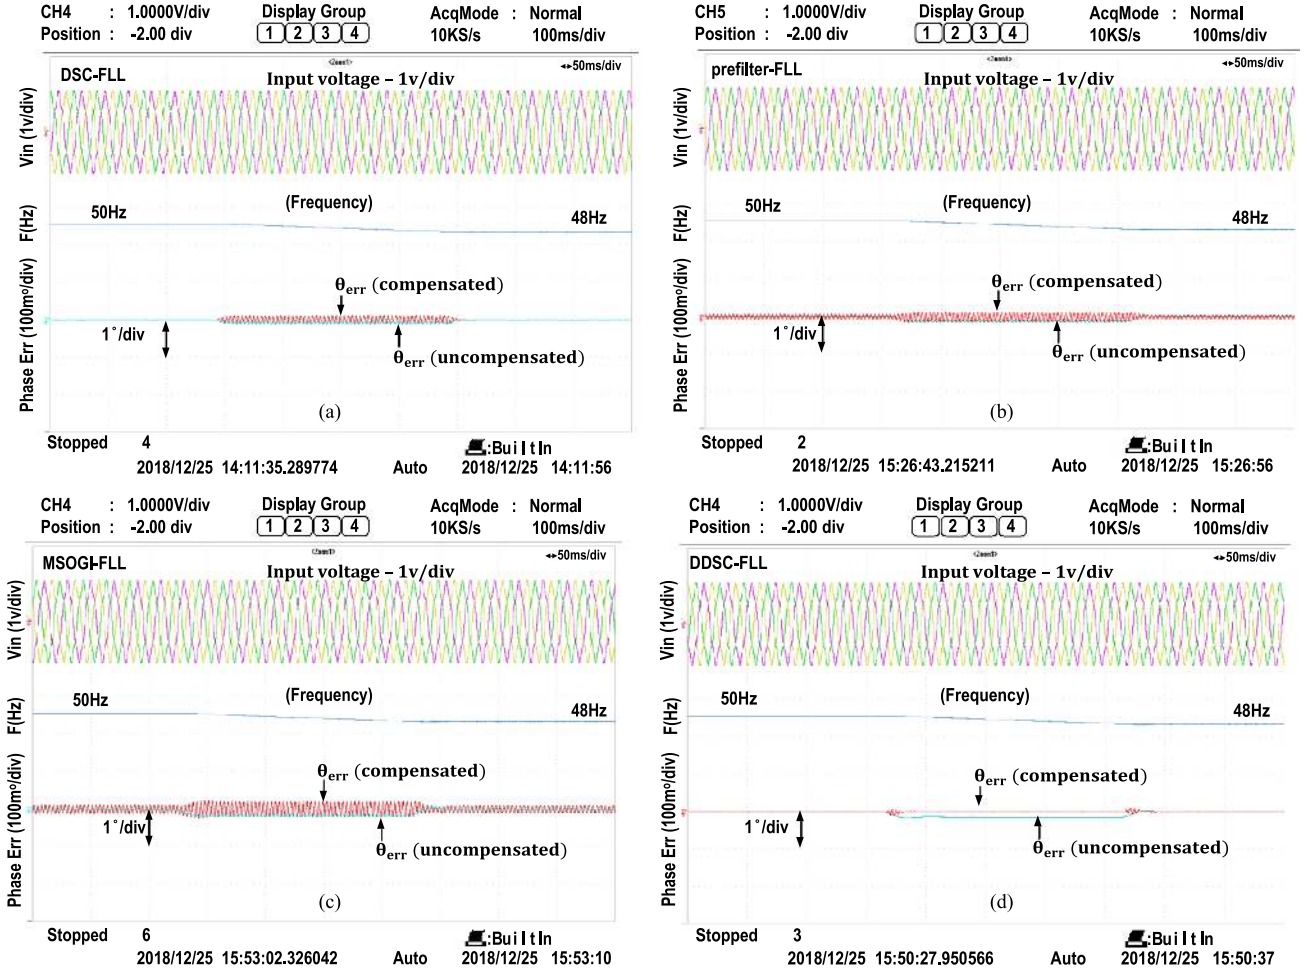 CH4 : 1.0000V/div Display Group AcqMode : Normal
Position : -2.00 div 1 2 3 4 10KS/s 100ms/div
DSC-FLL <Zoom1> Input voltage – 1v/div ◄►50ms/div
Vin (1v/div)
50Hz (Frequency) 48Hz
F(Hz)
θerr (compensated)
1°/div
θerr (uncompensated)
Phase Err (100mº/div)
(a)
Stopped 4 :BuiltIn
2018/12/25 14:11:35.289774 Auto 2018/12/25 14:11:56
CH5 : 1.0000V/div Display Group AcqMode : Normal
Position : -2.00 div 1 2 3 4 10KS/s 100ms/div
prefilter-FLL Input voltage – 1v/div ◄►50ms/div
Vin (1v/div)
50Hz (Frequency) 48Hz
F(Hz)
θerr (compensated)
1°/div
θerr (uncompensated)
Phase Err (100mº/div)
(b)
Stopped 2 :BuiltIn
2018/12/25 15:26:43.215211 Auto 2018/12/25 15:26:56
CH4 : 1.0000V/div Display Group AcqMode : Normal
Position : -2.00 div 1 2 3 4 10KS/s 100ms/div
MSOGI-FLL <Zoom1> Input voltage – 1v/div ◄►50ms/div
Vin (1v/div)
50Hz (Frequency) 48Hz
F(Hz)
θerr (compensated)
1°/div
θerr (uncompensated)
Phase Err (100mº/div)
(c)
Stopped 6 :BuiltIn
2018/12/25 15:53:02.326042 Auto 2018/12/25 15:53:10
CH4 : 1.0000V/div Display Group AcqMode : Normal
Position : -2.00 div 1 2 3 4 10KS/s 100ms/div
DDSC-FLL <Zoom1> Input voltage – 1v/div ◄►50ms/div
Vin (1v/div)
50Hz (Frequency) 48Hz
F(Hz)
θerr (compensated)
1°/div
θerr (uncompensated)
Phase Err (100mº/div)
(d)
Stopped 3 :BuiltIn
2018/12/25 15:50:27.950566 Auto 2018/12/25 15:50:37